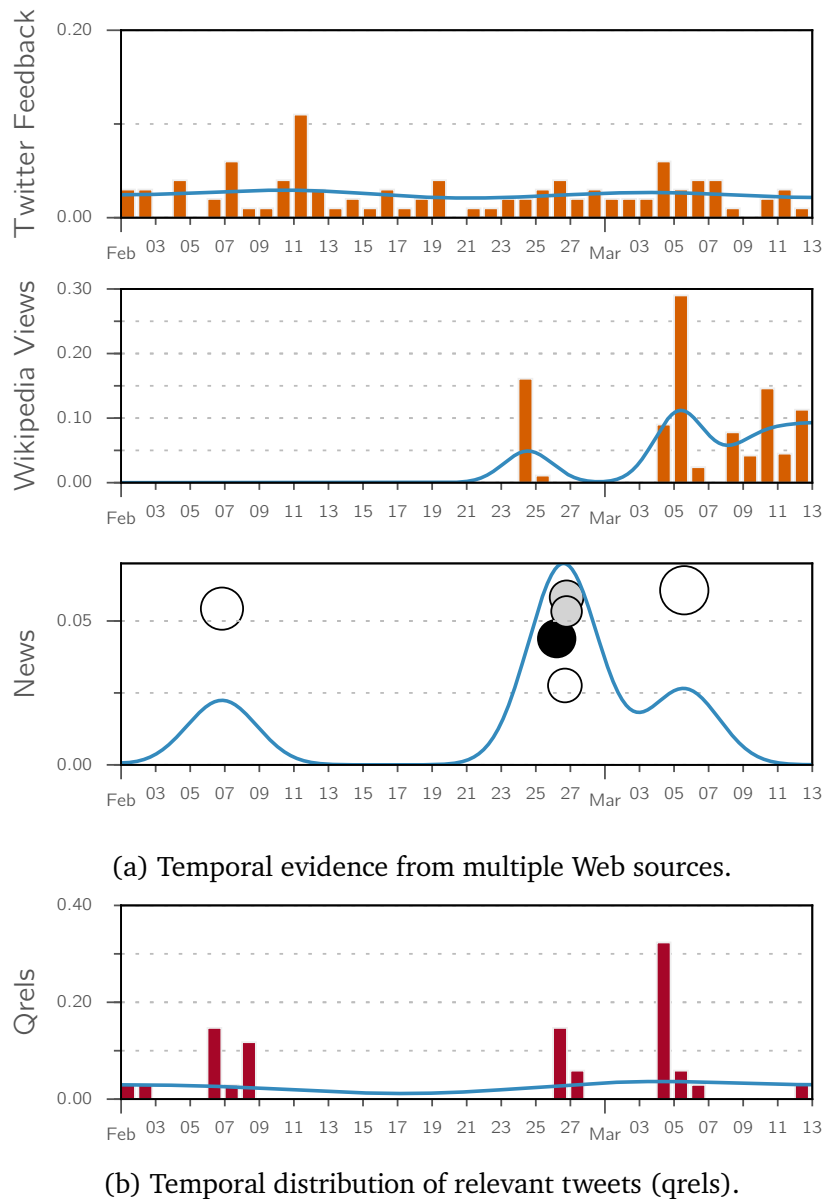 Twitter Feedback
0.20
0.00
Feb 03 05 07 09 11 13 15 17 19 21 23 25 27 Mar 03 05 07 09 11 13
Wikipedia Views
0.30
0.20
0.10
0.00
Feb 03 05 07 09 11 13 15 17 19 21 23 25 27 Mar 03 05 07 09 11 13
News
0.05
0.00
Feb 03 05 07 09 11 13 15 17 19 21 23 25 27 Mar 03 05 07 09 11 13
(a) Temporal evidence from multiple Web sources.
Qrels
0.40
0.20
0.00
Feb 03 05 07 09 11 13 15 17 19 21 23 25 27 Mar 03 05 07 09 11 13
(b) Temporal distribution of relevant tweets (qrels).